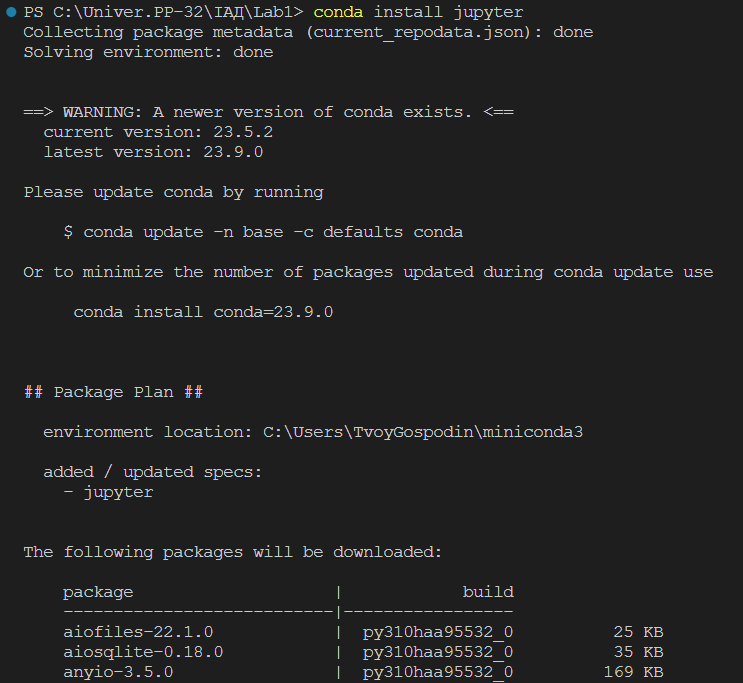 PS C:\Univer.PP-32\ІАД\Lab1> conda install jupyter
Collecting package metadata (current_repodata.json): done
Solving environment: done
==> WARNING: A newer version of conda exists. <==
current version: 23.5.2
latest version: 23.9.0
Please update conda by running
$ conda update -n base -c defaults conda
Or to minimize the number of packages updated during conda update use
conda install conda=23.9.0
## Package Plan ##
environment location: C:\Users\TvoyGospodin\miniconda3
added / updated specs:
- jupyter
The following packages will be downloaded:
package | build
---------------------------|-----------------
aiofiles-22.1.0 | py310haa95532_0 25 KB
aiosqlite-0.18.0 | py310haa95532_0 35 KB
anyio-3.5.0 | py310haa95532_0 169 KB